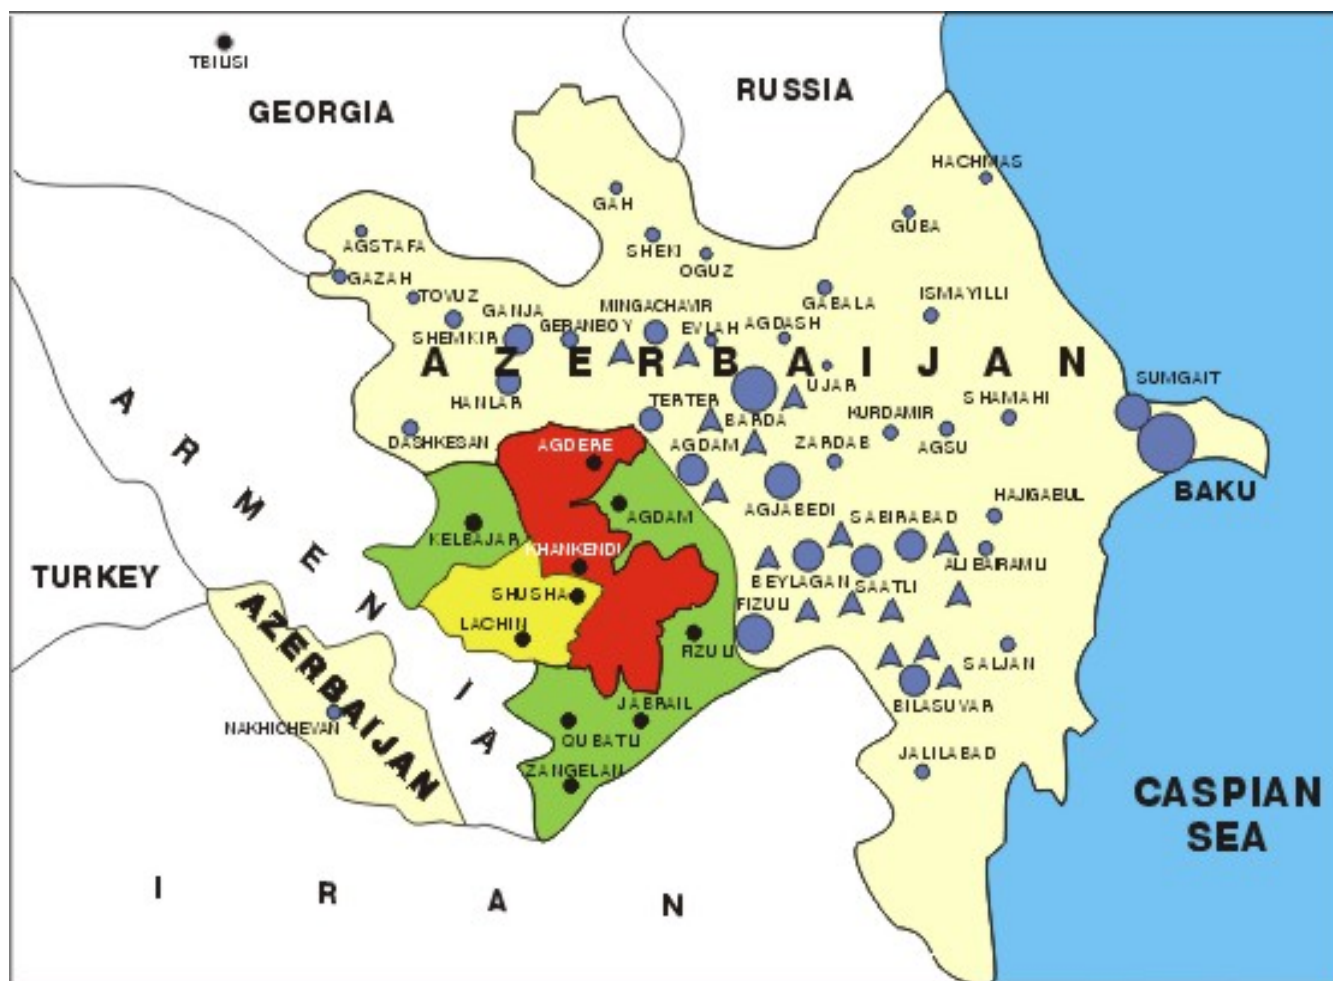 TBILISI
GEORGIA
RUSSIA
HACHMAS
GAH
GUBA
AGSTAFA
SHEKI
OGUZ
GAZAH
TOVUZ
GANJA
MINGACHAVIR
GABALA
ISMAYILLI
SHEMKIR
GERANBOY
EVLAH
AGDASH
AZERBAIJAN
SUMGAIT
HANLAR
UJAR
SHAMAHI
TERTER
BARDA
KURDAMIR
DASHKESAN
AGDERE
AGDAM
ZARDAB
AGSU
BAKU
ARMENIA
AGJABEDI
HAJIGABUL
KELBAJAR
AGDAM
SABIRABAD
KHANKENDI
ALI BAIRAMLI
TURKEY
BEYLAGAN
SAATLI
SHUSHA
FIZULI
AZERBAIJAN
LACHIN
FIZULI
SALJAN
NAKHICHEVAN
JABRAIL
BILASUVAR
QUBATLI
JALILABAD
ZANGELAN
CASPIAN
SEA
IRAN